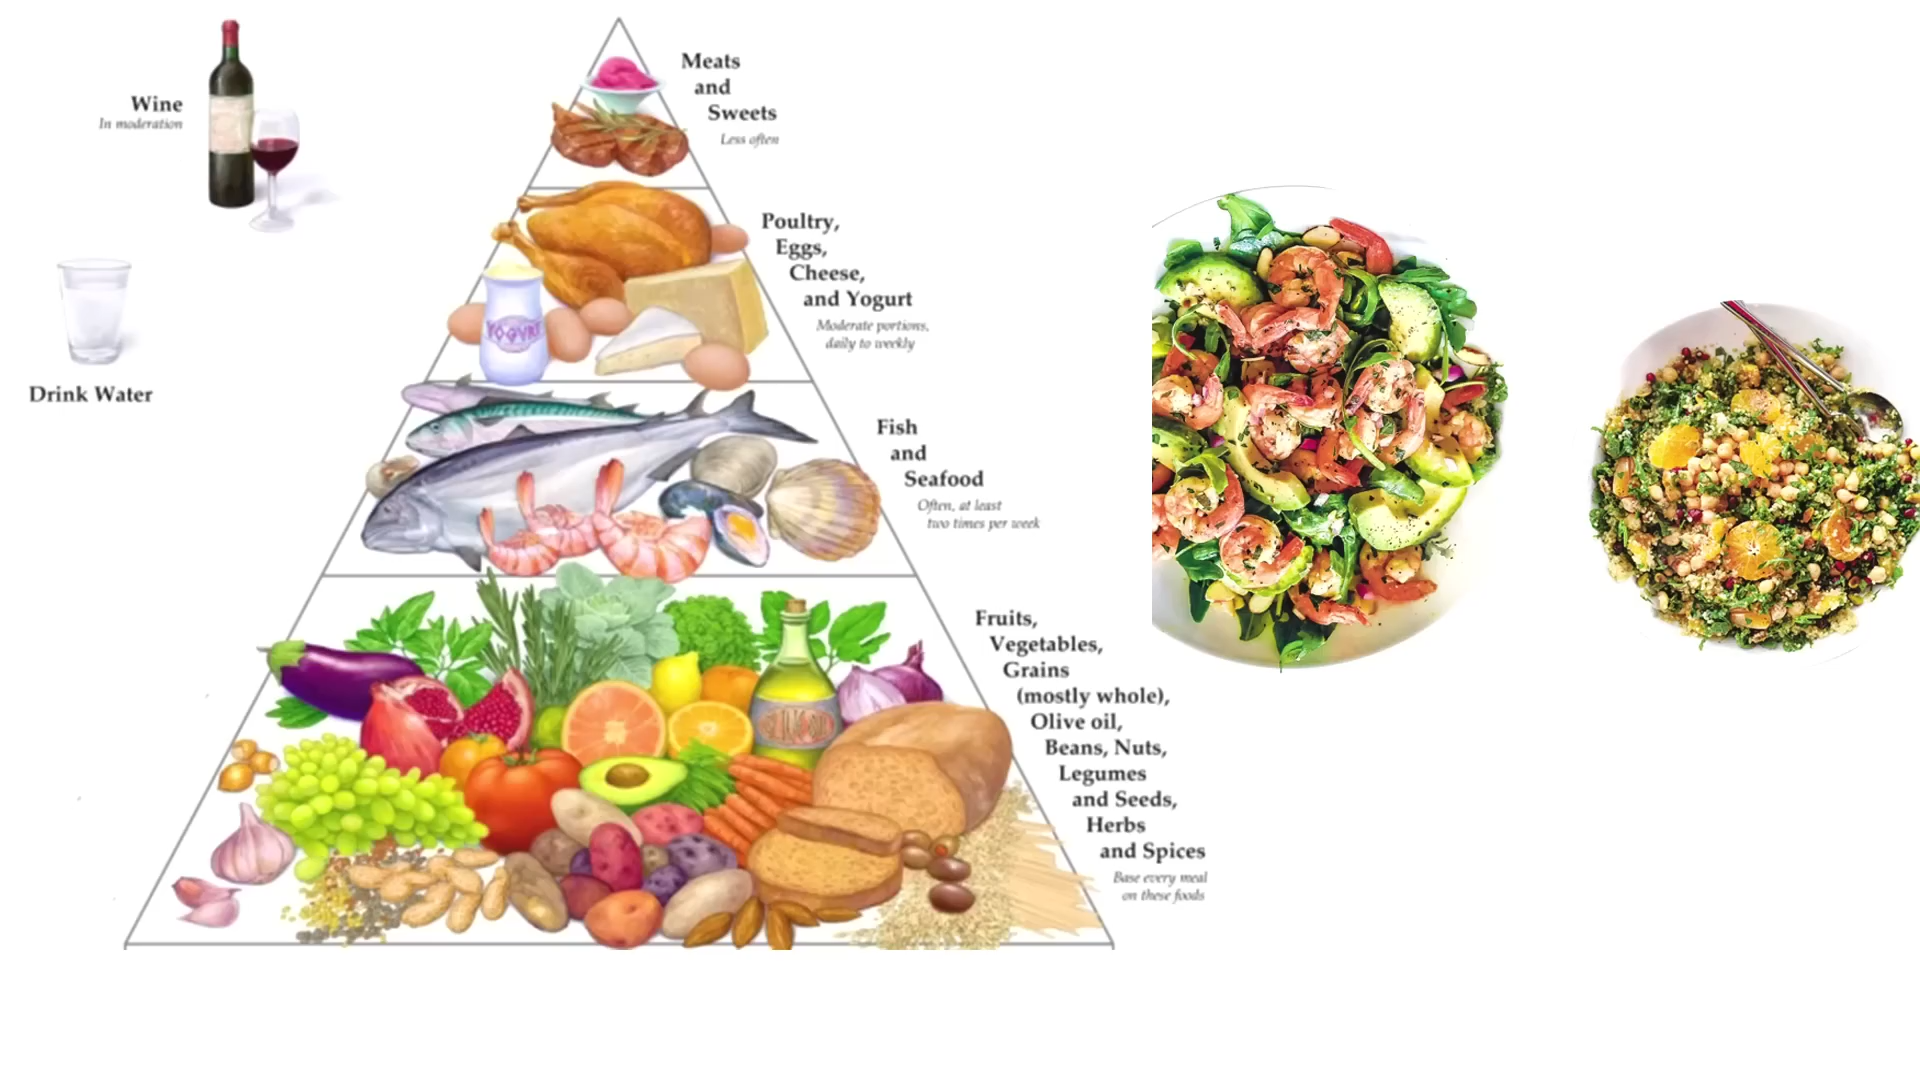 Wine
In moderation
Drink Water
Meats
and
Sweets
Less often
Poultry,
Eggs,
Cheese,
and Yogurt
Moderate portions,
daily to weekly
YOGURT
Fish
and
Seafood
Often, at least
two times per week
Fruits,
Vegetables,
Grains
(mostly whole),
Olive oil,
Beans, Nuts,
Legumes
and Seeds,
Herbs
and Spices
Base every meal
on these foods